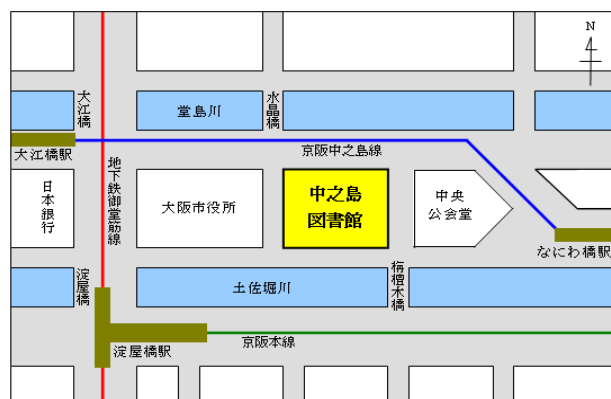 N
大江橋
堂島川
水晶橋
大江橋駅
京阪中之島線
地下鉄御堂筋線
日本銀行
大阪市役所
中之島
図書館
中央
公会堂
なにわ橋駅
淀屋橋
土佐堀川
栴檀木橋
淀屋橋駅
京阪本線